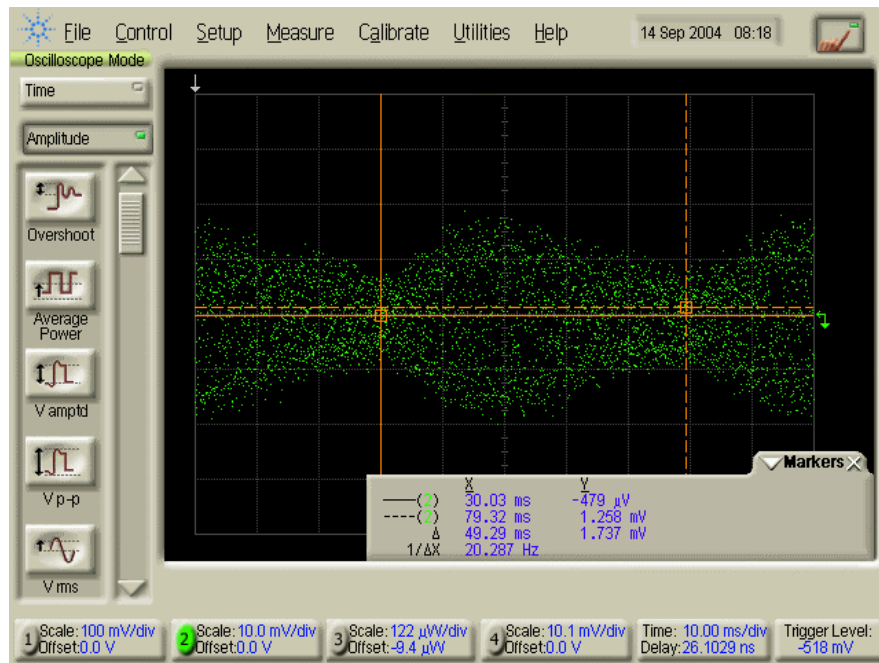 File Control Setup Measure Calibrate Utilities Help 14 Sep 2004 08:18
Oscilloscope Mode
Time
Amplitude
Overshoot
Average
Power
V amptd
V p-p
V rms
Markers
X Y
(2) 30.03 ms -479 µV
(2) 79.32 ms 1.258 mV
Δ 49.29 ms 1.737 mV
1/ΔX 20.287 Hz
1 Scale: 100 mV/div
Offset:0.0 V
2 Scale: 10.0 mV/div
Offset:0.0 V
3 Scale: 122 µW/div
Offset:-9.4 µW
4 Scale: 10.1 mV/div
Offset:0.0 V
Time: 10.00 ms/div
Delay:26.1029 ns
Trigger Level:
-518 mV